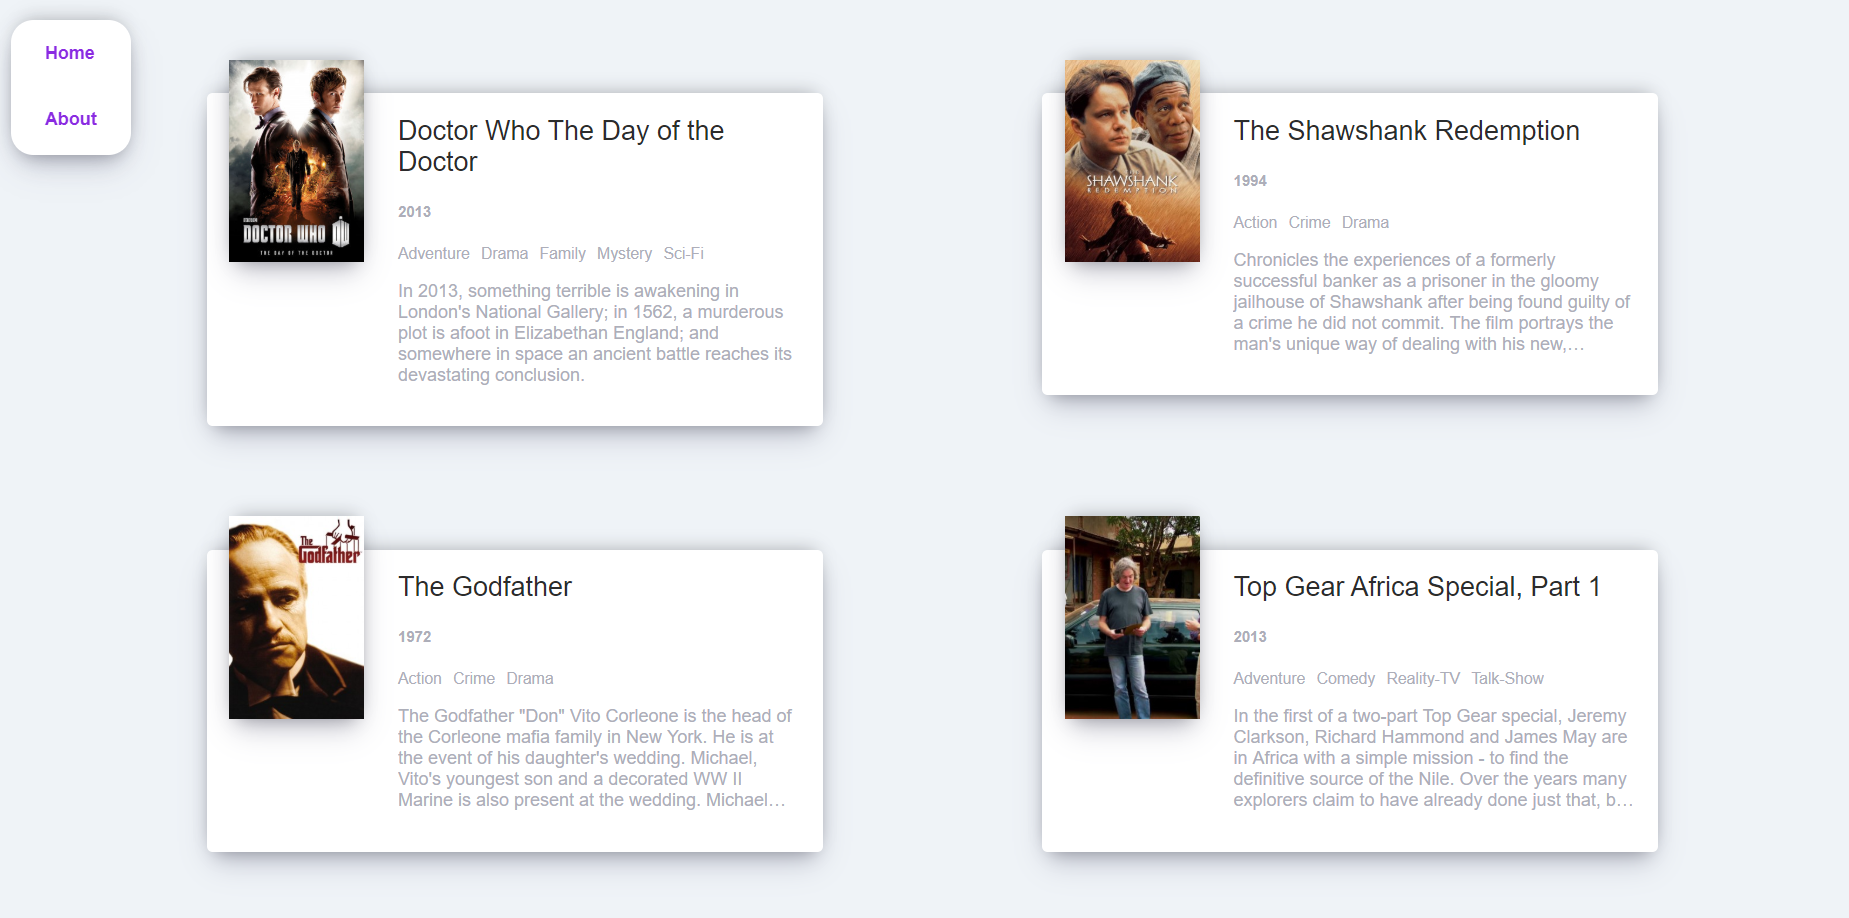 Home
About
DOCTOR WHO
THE DAY OF THE DOCTOR
Doctor Who The Day of the
Doctor
2013
Adventure Drama Family Mystery Sci-Fi
In 2013, something terrible is awakening in
London's National Gallery; in 1562, a murderous
plot is afoot in Elizabethan England; and
somewhere in space an ancient battle reaches its
devastating conclusion.
SHAWSHANK
REDEMPTION
The Shawshank Redemption
1994
Action Crime Drama
Chronicles the experiences of a formerly
successful banker as a prisoner in the gloomy
jailhouse of Shawshank after being found guilty of
a crime he did not commit. The film portrays the
man's unique way of dealing with his new,…
The
Godfather
The Godfather
1972
Action Crime Drama
The Godfather "Don" Vito Corleone is the head of
the Corleone mafia family in New York. He is at
the event of his daughter's wedding. Michael,
Vito's youngest son and a decorated WW II
Marine is also present at the wedding. Michael…
Top Gear Africa Special, Part 1
2013
Adventure Comedy Reality-TV Talk-Show
In the first of a two-part Top Gear special, Jeremy
Clarkson, Richard Hammond and James May are
in Africa with a simple mission - to find the
definitive source of the Nile. Over the years many
explorers claim to have already done just that, b…